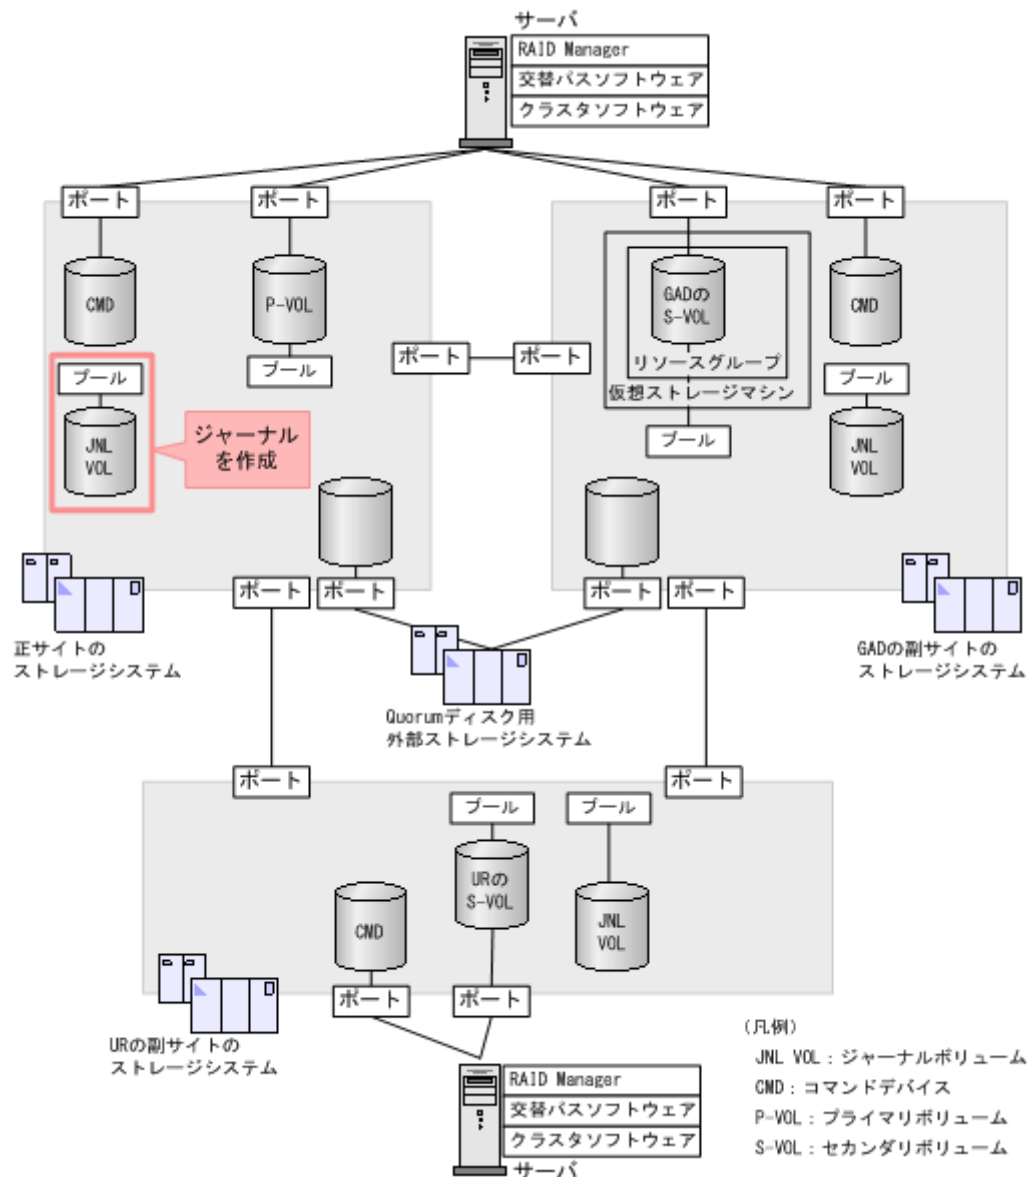 サーバ
RAID Manager
交替パスソフトウェア
クラスタソフトウェア
ポート
ポート
ポート
ポート
CMD
P-VOL
GADの
S-VOL
CMD
ポート
ポート
リソースグループ
プール
プール
プール
仮想ストレージマシン
JNL
VOL
ジャーナル
を作成
プール
JNL
VOL
ポート
ポート
ポート
ポート
正サイトの
ストレージシステム
GADの副サイトの
ストレージシステム
Quorumディスク用
外部ストレージシステム
ポート
ポート
プール
プール
URの
S-VOL
CMD
JNL
VOL
ポート
ポート
URの副サイトの
ストレージシステム
(凡例)
JNL VOL:ジャーナルボリューム
CMD:コマンドデバイス
P-VOL:プライマリボリューム
S-VOL:セカンダリボリューム
RAID Manager
交替パスソフトウェア
クラスタソフトウェア
サーバ